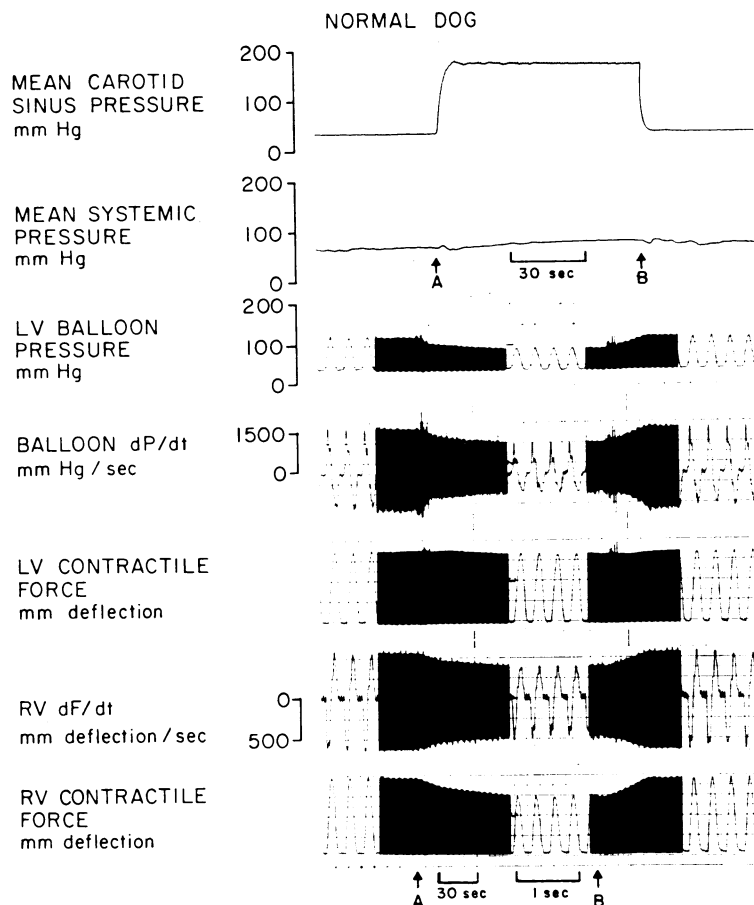 NORMAL DOG
MEAN CAROTID
SINUS PRESSURE
mm Hg
200
100
0
MEAN SYSTEMIC
PRESSURE
mm Hg
200
100
0
A
30 sec
B
LV BALLOON
PRESSURE
mm Hg
200
100
0
BALLOON dP/dt
mm Hg/sec
1500
0
LV CONTRACTILE
FORCE
mm deflection
RV dF/dt
mm deflection/sec
0
500
RV CONTRACTILE
FORCE
mm deflection
A
30 sec
1 sec
B